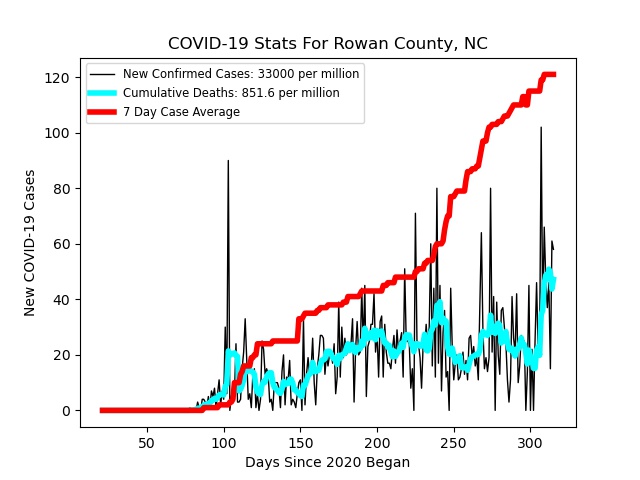 COVID-19 Stats For Rowan County, NC
New Confirmed Cases: 33000 per million
Cumulative Deaths: 851.6 per million
7 Day Case Average
120
100
80
60
40
20
0
New COVID-19 Cases
50 100 150 200 250 300
Days Since 2020 Began